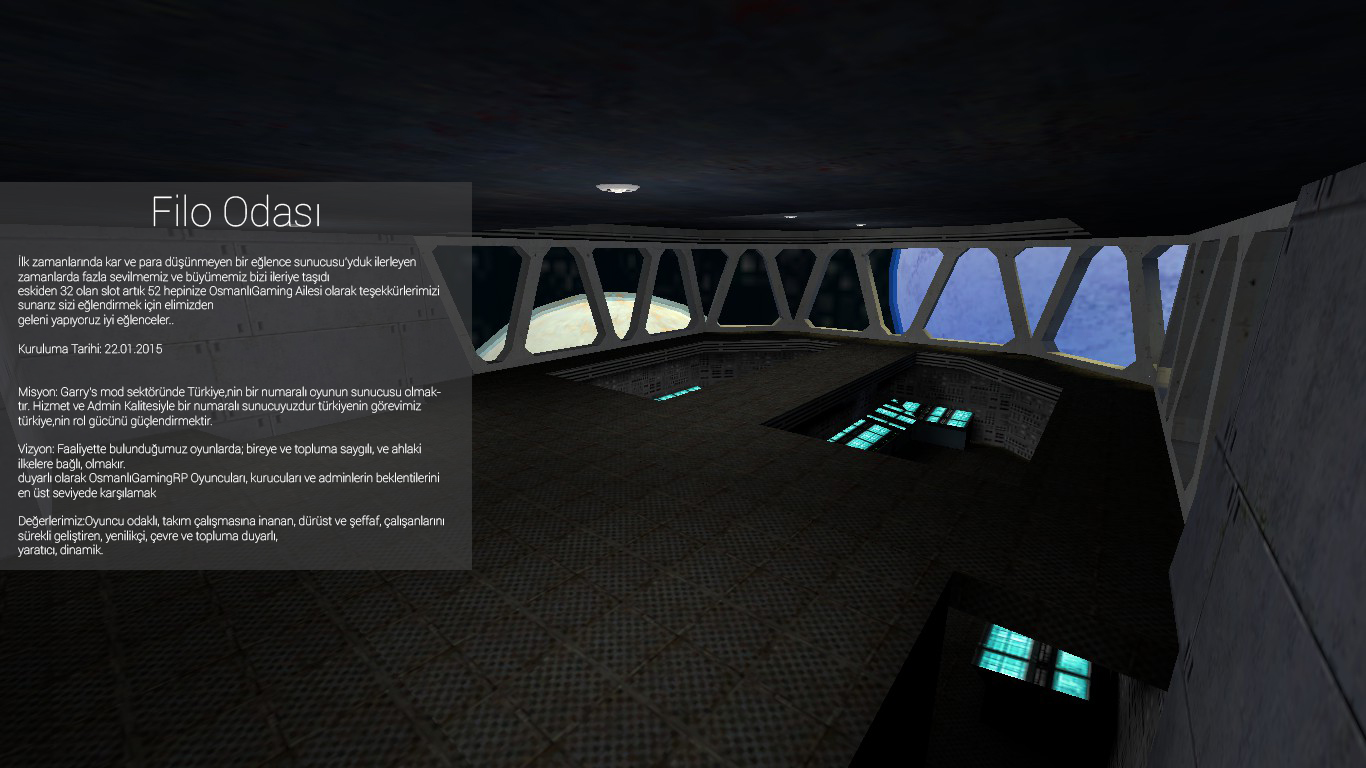 Filo Odası
İlk zamanlarında kar ve para düşünmeyen bir eğlence sunucusu'yduk ilerleyen
zamanlarda fazla sevilmemiz ve büyümemiz bizi ileriye taşıdı
eskiden 32 olan slot artık 52 hepinize OsmanlıGaming Ailesi olarak teşekkürlerimizi
sunarız sizi eğlendirmek için elimizden
geleni yapıyoruz iyi eğlenceler..
Kuruluma Tarihi: 22.01.2015
Misyon: Garry's mod sektöründe Türkiye,nin bir numaralı oyunun sunucusu olmak-
tır. Hizmet ve Admin Kalitesiyle bir numaralı sunucuyuzdur türkiyenin görevimiz
türkiye,nin rol gücünü güçlendirmektir.
Vizyon: Faaliyette bulunduğumuz oyunlarda; bireye ve topluma saygılı, ve ahlaki
ilkelere bağlı, olmakır.
duyarlı olarak OsmanlıGamingRP Oyuncuları, kurucuları ve adminlerin beklentilerini
en üst seviyede karşılamak
Değerlerimiz:Oyuncu odaklı, takım çalışmasına inanan, dürüst ve şeffaf, çalışanlarını
sürekli geliştiren, yenilikçi, çevre ve topluma duyarlı,
yaratıcı, dinamik.